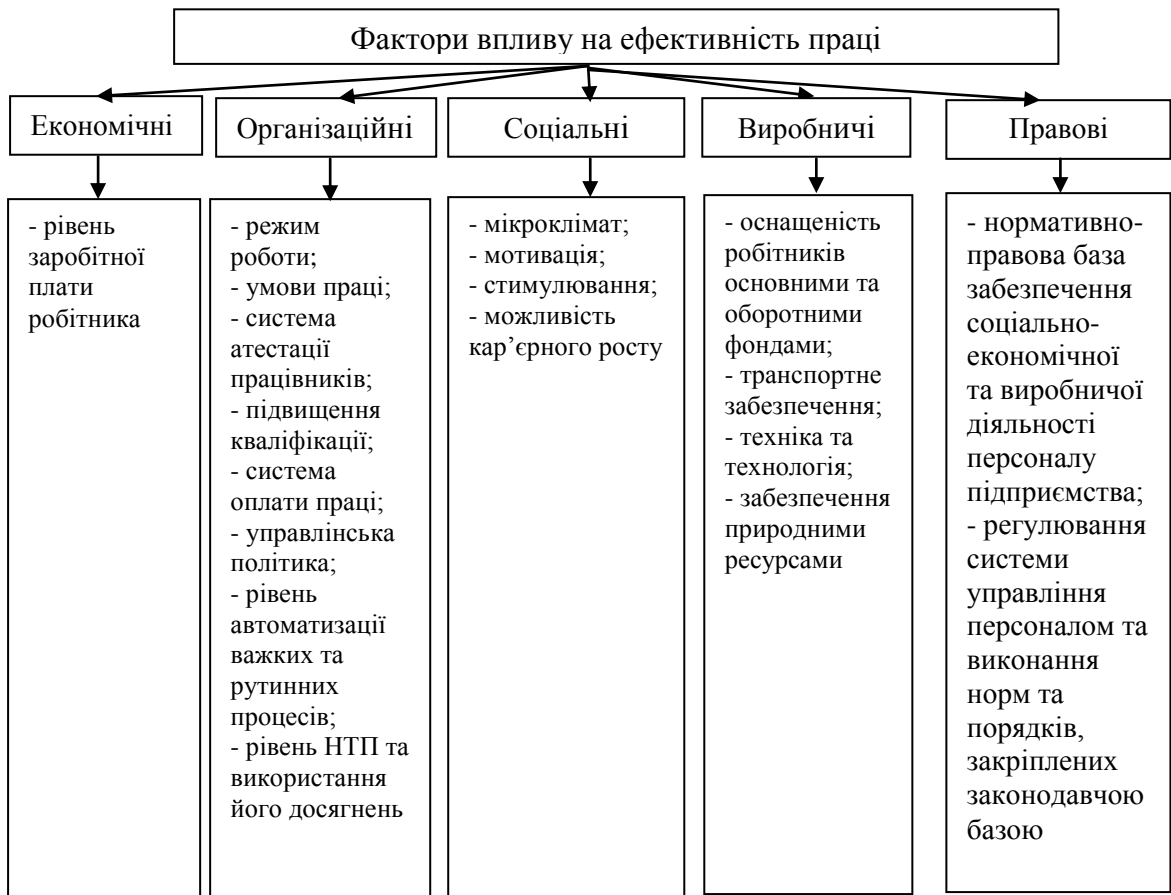 Фактори впливу на ефективність праці
Економічні
Організаційні
Соціальні
Виробничі
Правові
- рівень
заробітної
плати
робітника
- режим
роботи;
- умови праці;
- система
атестації
працівників;
- підвищення
кваліфікації;
- система
оплати праці;
- управлінська
політика;
- рівень
автоматизації
важких та
рутинних
процесів;
- рівень НТП та
використання
його досягнень
- мікроклімат;
- мотивація;
- стимулювання;
- можливість
кар’єрного росту
- оснащеність
робітників
основними та
оборотними
фондами;
- транспортне
забезпечення;
- техніка та
технологія;
- забезпечення
природними
ресурсами
- нормативно-
правова база
забезпечення
соціально-
економічної
та виробничої
діяльності
персоналу
підприємства;
- регулювання
системи
управління
персоналом та
виконання
норм та
порядків,
закріплених
законодавчою
базою